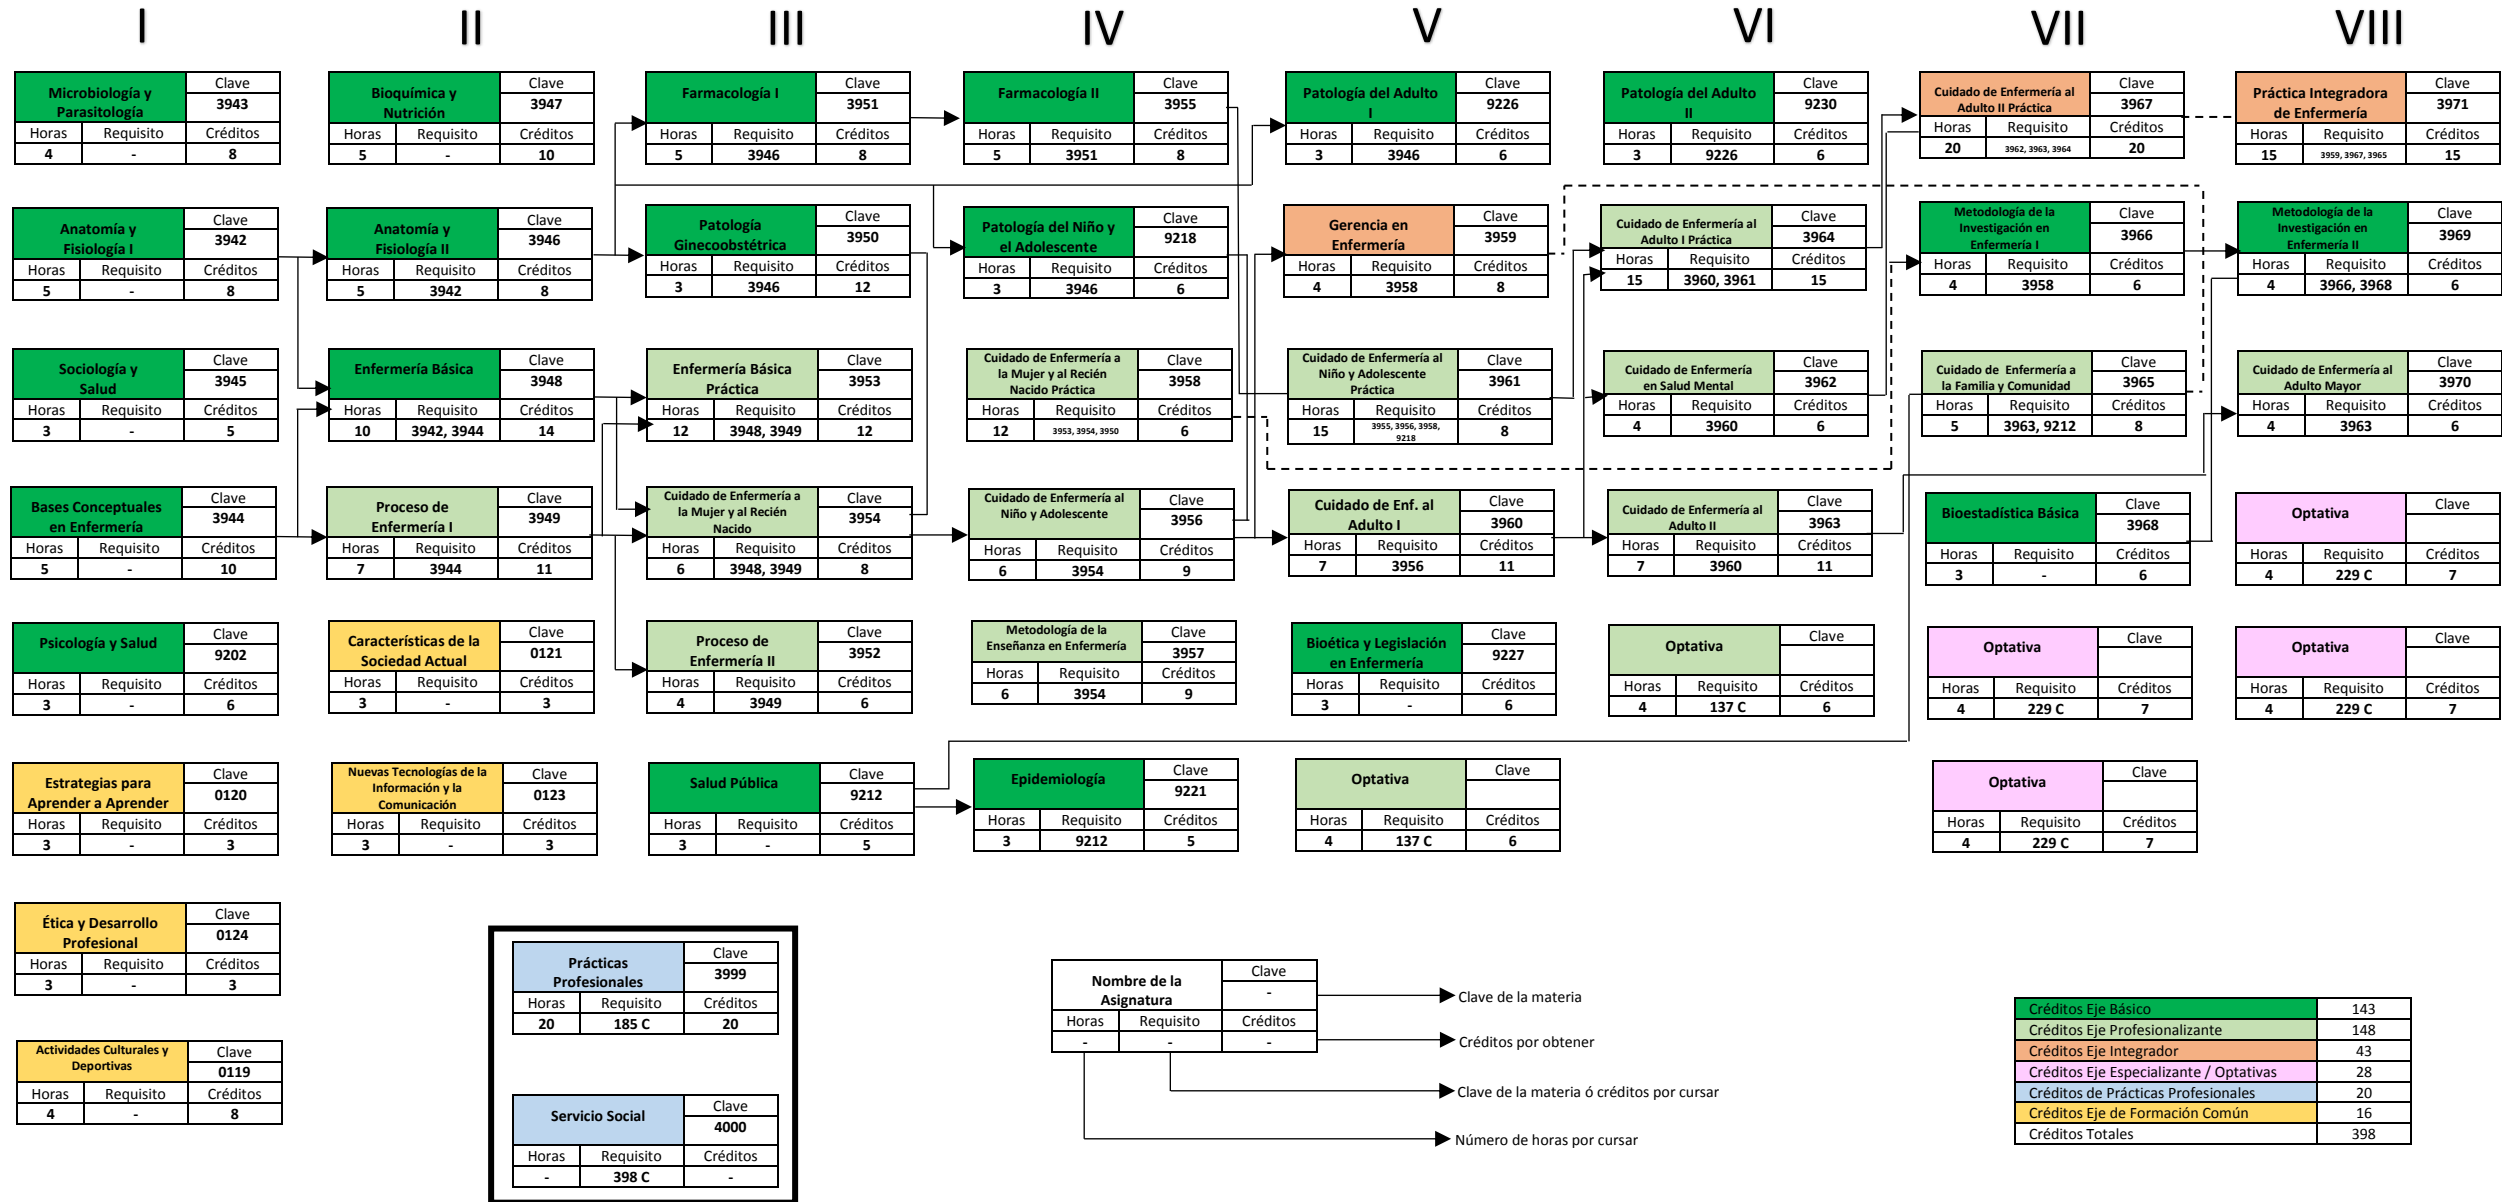 I II III IV V VI VII VIII
Microbiología y
Parasitología
Clave
3943
Horas Requisito Créditos
4 - 8
Bioquímica y
Nutrición
Clave
3947
Horas Requisito Créditos
5 - 10
Farmacología I
Clave
3951
Horas Requisito Créditos
5 3946 8
Farmacología II
Clave
3955
Horas Requisito Créditos
5 3951 8
Patología del Adulto
I
Clave
9226
Horas Requisito Créditos
3 3946 6
Patología del Adulto
II
Clave
9230
Horas Requisito Créditos
3 9226 6
Cuidado de Enfermería al
Adulto II Práctica
Clave
3967
Horas Requisito Créditos
20 3962, 3963, 3964 20
Práctica Integradora
de Enfermería
Clave
3971
Horas Requisito Créditos
15 3959, 3967, 3965 15
Anatomía y
Fisiología I
Clave
3942
Horas Requisito Créditos
5 - 8
Anatomía y
Fisiología II
Clave
3946
Horas Requisito Créditos
5 3942 8
Patología
Ginecoobstétrica
Clave
3950
Horas Requisito Créditos
3 3946 12
Patología del Niño y
el Adolescente
Clave
9218
Horas Requisito Créditos
3 3946 6
Gerencia en
Enfermería
Clave
3959
Horas Requisito Créditos
4 3958 8
Cuidado de Enfermería al
Adulto I Práctica
Clave
3964
Horas Requisito Créditos
15 3960, 3961 15
Metodología de la
Investigación en
Enfermería I
Clave
3966
Horas Requisito Créditos
4 3958 6
Metodología de la
Investigación en
Enfermería II
Clave
3969
Horas Requisito Créditos
4 3966, 3968 6
Sociología y
Salud
Clave
3945
Horas Requisito Créditos
3 - 5
Enfermería Básica
Clave
3948
Horas Requisito Créditos
10 3942, 3944 14
Enfermería Básica
Práctica
Clave
3953
Horas Requisito Créditos
12 3948, 3949 12
Cuidado de Enfermería a
la Mujer y al Recién
Nacido Práctica
Clave
3958
Horas Requisito Créditos
12 3953, 3954, 3950 6
Cuidado de Enfermería al
Niño y Adolescente
Práctica
Clave
3961
Horas Requisito Créditos
15 3955, 3956, 3958, 9218 8
Cuidado de Enfermería
en Salud Mental
Clave
3962
Horas Requisito Créditos
4 3960 6
Cuidado de Enfermería a
la Familia y Comunidad
Clave
3965
Horas Requisito Créditos
5 3963, 9212 8
Cuidado de Enfermería al
Adulto Mayor
Clave
3970
Horas Requisito Créditos
4 3963 6
Bases Conceptuales
en Enfermería
Clave
3944
Horas Requisito Créditos
5 - 10
Proceso de
Enfermería I
Clave
3949
Horas Requisito Créditos
7 3944 11
Cuidado de Enfermería a
la Mujer y al Recién
Nacido
Clave
3954
Horas Requisito Créditos
6 3948, 3949 8
Cuidado de Enfermería al
Niño y Adolescente
Clave
3956
Horas Requisito Créditos
6 3954 9
Cuidado de Enf. al
Adulto I
Clave
3960
Horas Requisito Créditos
7 3956 11
Cuidado de Enfermería al
Adulto II
Clave
3963
Horas Requisito Créditos
7 3960 11
Bioestadística Básica
Clave
3968
Horas Requisito Créditos
3 - 6
Optativa
Clave
Horas Requisito Créditos
4 229 C 7
Psicología y Salud
Clave
9202
Horas Requisito Créditos
3 - 6
Características de la
Sociedad Actual
Clave
0121
Horas Requisito Créditos
3 - 3
Proceso de
Enfermería II
Clave
3952
Horas Requisito Créditos
4 3949 6
Metodología de la
Enseñanza en Enfermería
Clave
3957
Horas Requisito Créditos
6 3954 9
Bioética y Legislación
en Enfermería
Clave
9227
Horas Requisito Créditos
3 - 6
Optativa
Clave
Horas Requisito Créditos
4 137 C 6
Optativa
Clave
Horas Requisito Créditos
4 229 C 7
Optativa
Clave
Horas Requisito Créditos
4 229 C 7
Estrategias para
Aprender a Aprender
Clave
0120
Horas Requisito Créditos
3 - 3
Nuevas Tecnologías de la
Información y la
Comunicación
Clave
0123
Horas Requisito Créditos
3 - 3
Salud Pública
Clave
9212
Horas Requisito Créditos
3 - 5
Epidemiología
Clave
9221
Horas Requisito Créditos
3 9212 5
Optativa
Clave
Horas Requisito Créditos
4 137 C 6
Optativa
Clave
Horas Requisito Créditos
4 229 C 7
Ética y Desarrollo
Profesional
Clave
0124
Horas Requisito Créditos
3 - 3
Actividades Culturales y
Deportivas
Clave
0119
Horas Requisito Créditos
4 - 8
Prácticas
Profesionales
Clave
3999
Horas Requisito Créditos
20 185 C 20
Servicio Social
Clave
4000
Horas Requisito Créditos
- 398 C -
Nombre de la
Asignatura
Clave
-
Horas Requisito Créditos
- - -
Clave de la materia
Créditos por obtener
Clave de la materia ó créditos por cursar
Número de horas por cursar
Créditos Eje Básico 143
Créditos Eje Profesionalizante 148
Créditos Eje Integrador 43
Créditos Eje Especializante / Optativas 28
Créditos de Prácticas Profesionales 20
Créditos Eje de Formación Común 16
Créditos Totales 398